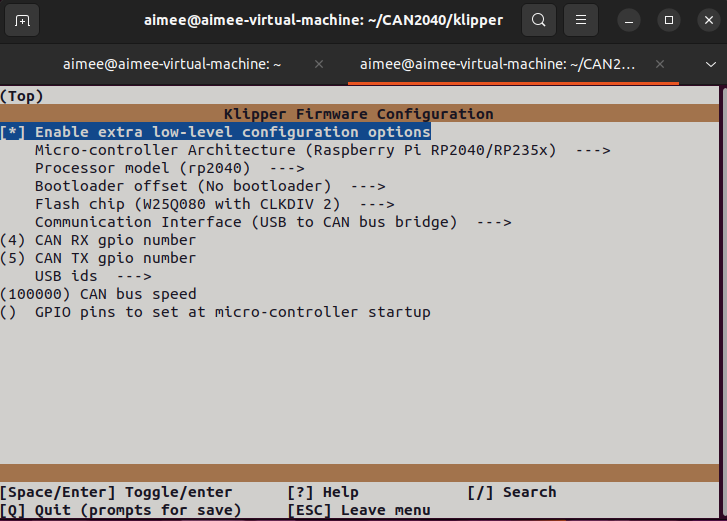 aimee@aimee-virtual-machine: ~/CAN2040/klipper
aimee@aimee-virtual-machine: ~
aimee@aimee-virtual-machine: ~/CAN2...
(Top)
Klipper Firmware Configuration
[*] Enable extra low-level configuration options
Micro-controller Architecture (Raspberry Pi RP2040/RP235x)  --->
Processor model (rp2040)  --->
Bootloader offset (No bootloader)  --->
Flash chip (W25Q080 with CLKDIV 2)  --->
Communication Interface (USB to CAN bus bridge)  --->
(4) CAN RX gpio number
(5) CAN TX gpio number
USB ids  --->
(100000) CAN bus speed
()  GPIO pins to set at micro-controller startup
[Space/Enter] Toggle/enter [?] Help [/] Search
[Q] Quit (prompts for save) [ESC] Leave menu